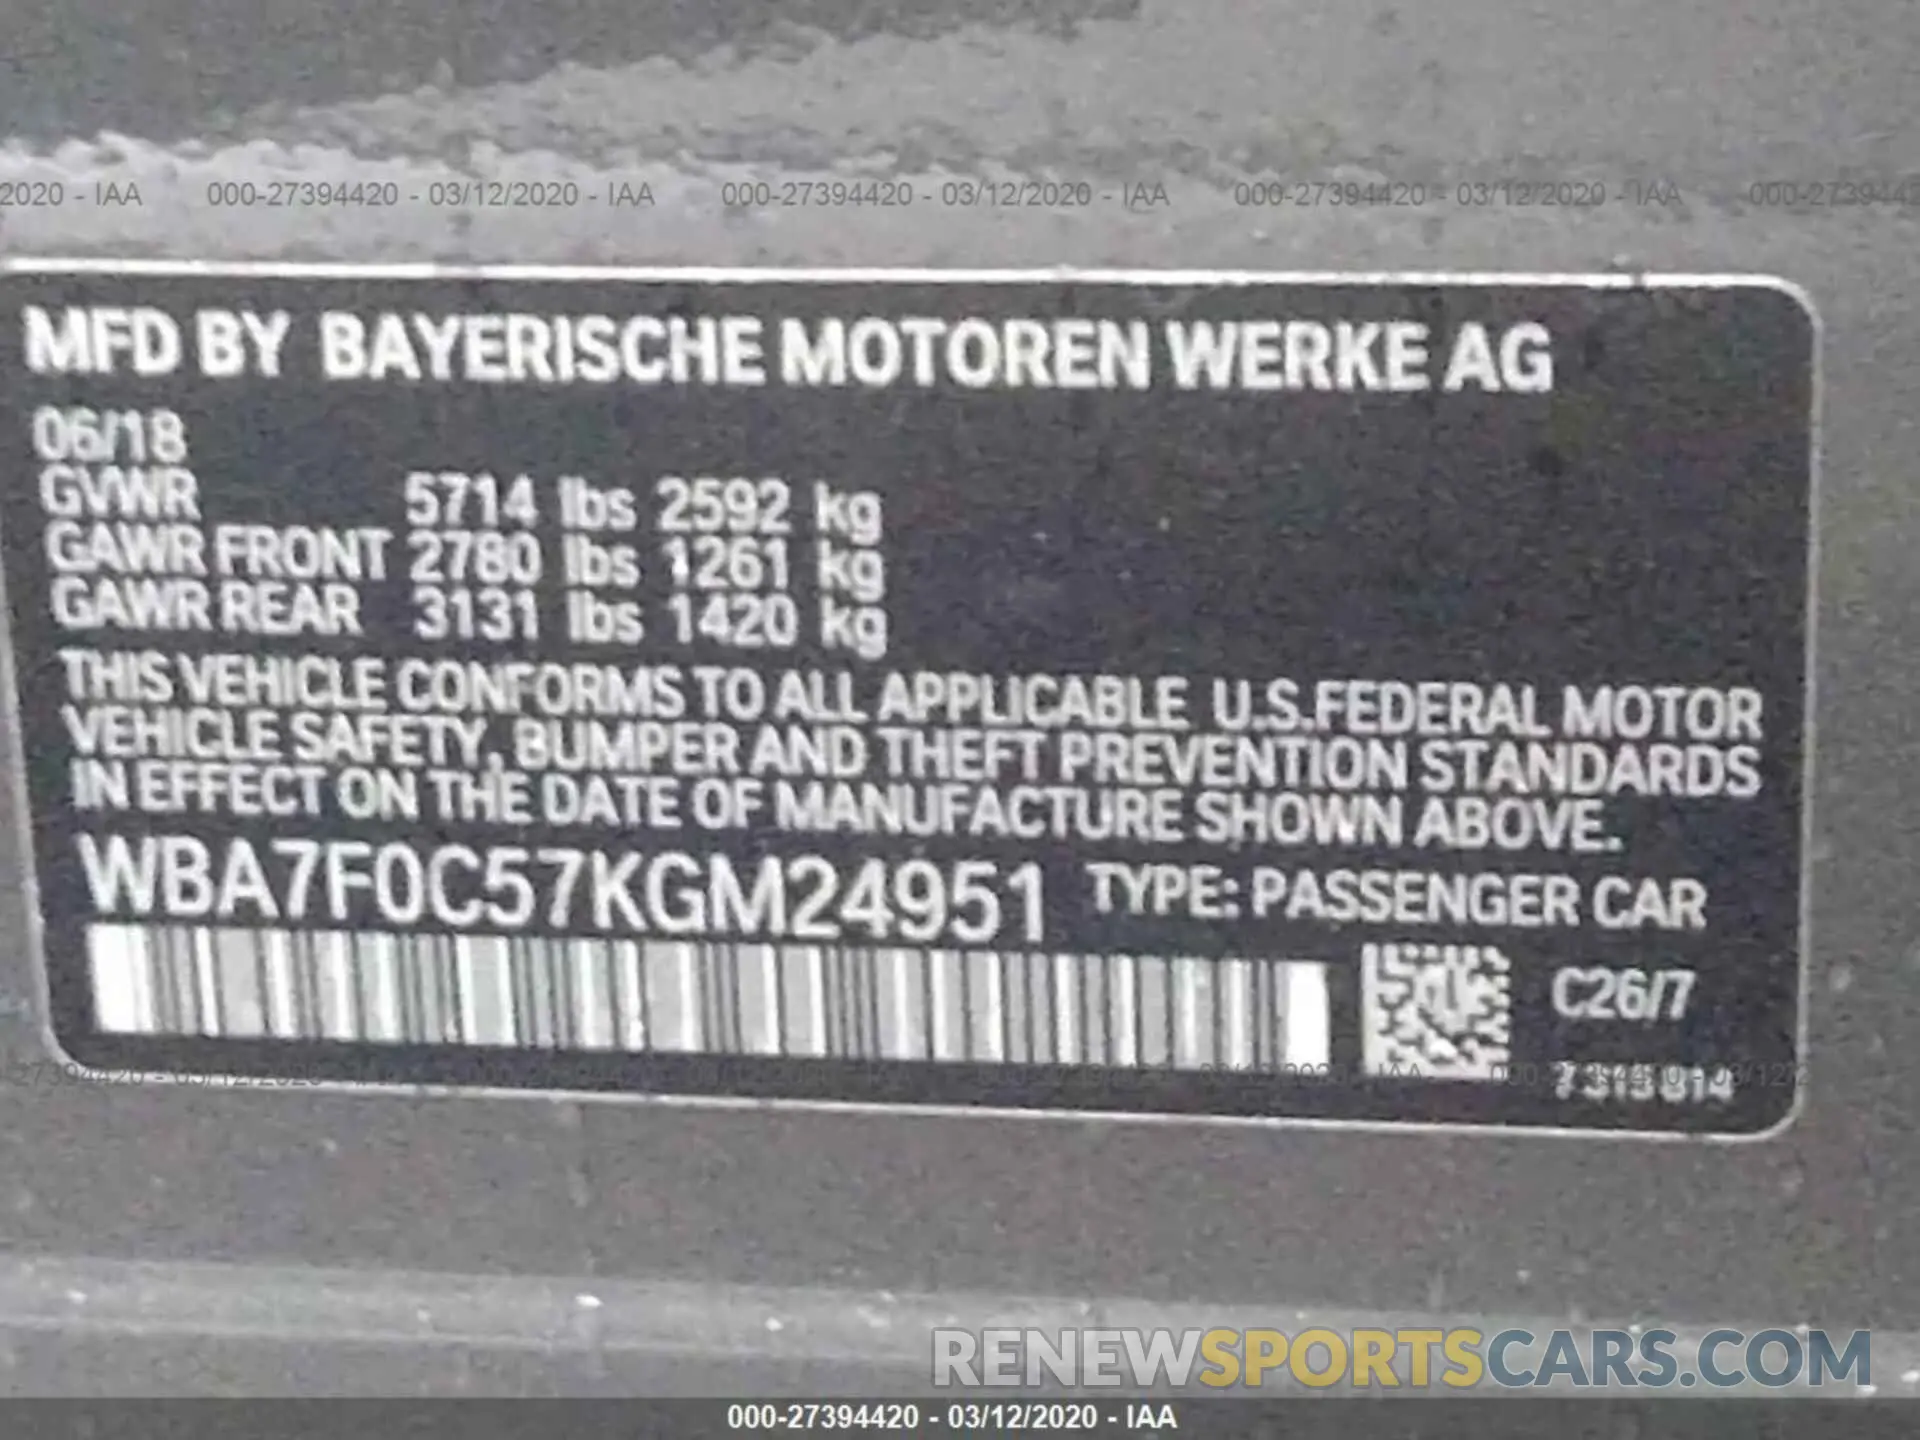 2020 - IAA 000-27394420 - 03/12/2020 - IAA 000-27394420 - 03/12/2020 - IAA 000-27394420 - 03/12/2020 - IAA 000-2739442
MFD BY BAYERISCHE MOTOREN WERKE AG
06/18
GVWR 5714 lbs 2592 kg
GAWR FRONT 2780 lbs 1261 kg
GAWR REAR 3131 lbs 1420 kg
THIS VEHICLE CONFORMS TO ALL APPLICABLE U.S.FEDERAL MOTOR
VEHICLE SAFETY, BUMPER AND THEFT PREVENTION STANDARDS
IN EFFECT ON THE DATE OF MANUFACTURE SHOWN ABOVE.
WBA7F0C57KGM24951 TYPE: PASSENGER CAR
C26/7
RENEWSPORTSCARS.COM
000-27394420 - 03/12/2020 - IAA